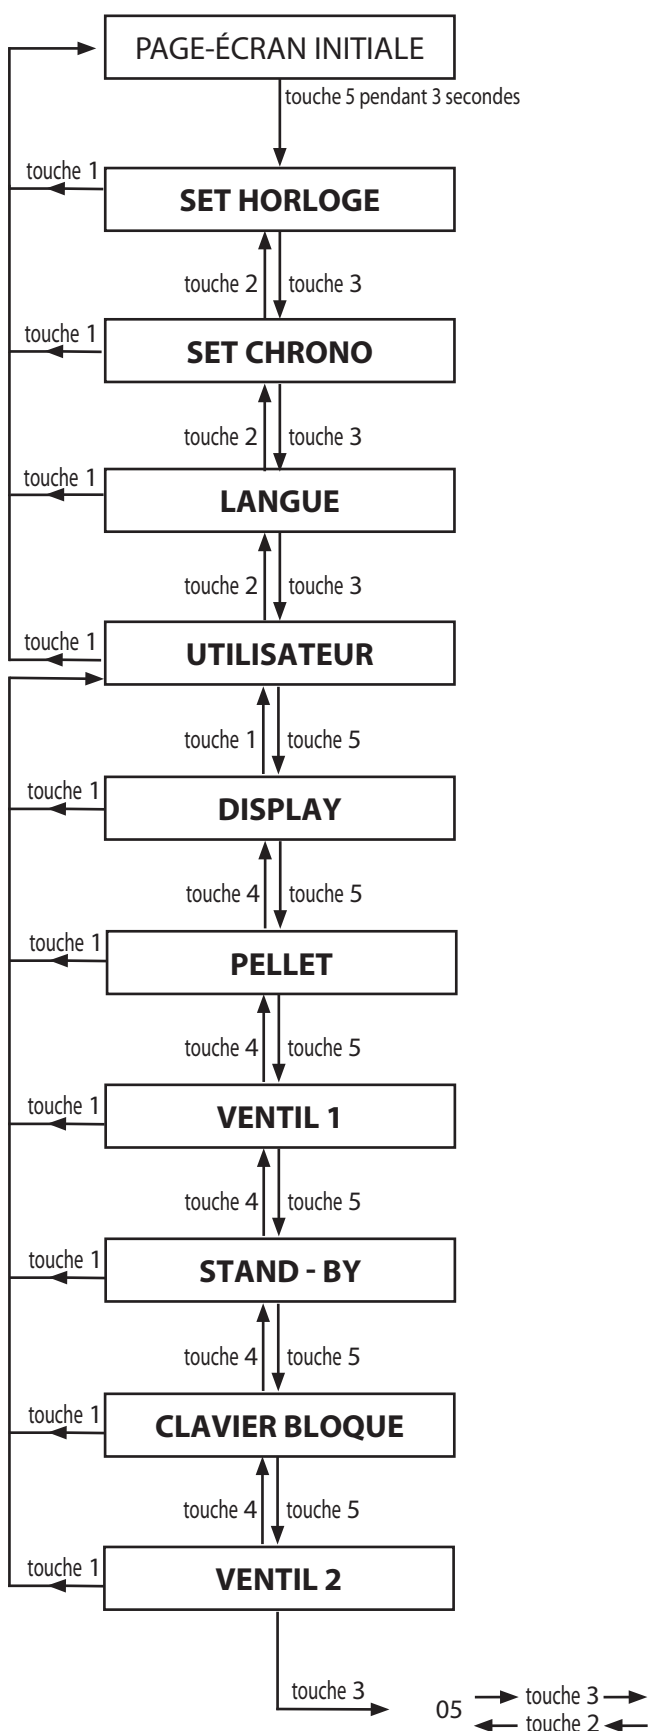 PAGE-ÉCRAN INITIALE
touche 5 pendant 3 secondes
touche 1
SET HORLOGE
touche 2 touche 3
touche 1
SET CHRONO
touche 2 touche 3
touche 1
LANGUE
touche 2 touche 3
touche 1
UTILISATEUR
touche 1 touche 5
touche 1
DISPLAY
touche 4 touche 5
touche 1
PELLET
touche 4 touche 5
touche 1
VENTIL 1
touche 4 touche 5
touche 1
STAND - BY
touche 4 touche 5
touche 1
CLAVIER BLOQUE
touche 4 touche 5
touche 1
VENTIL 2
touche 3
05 touche 3
touche 2